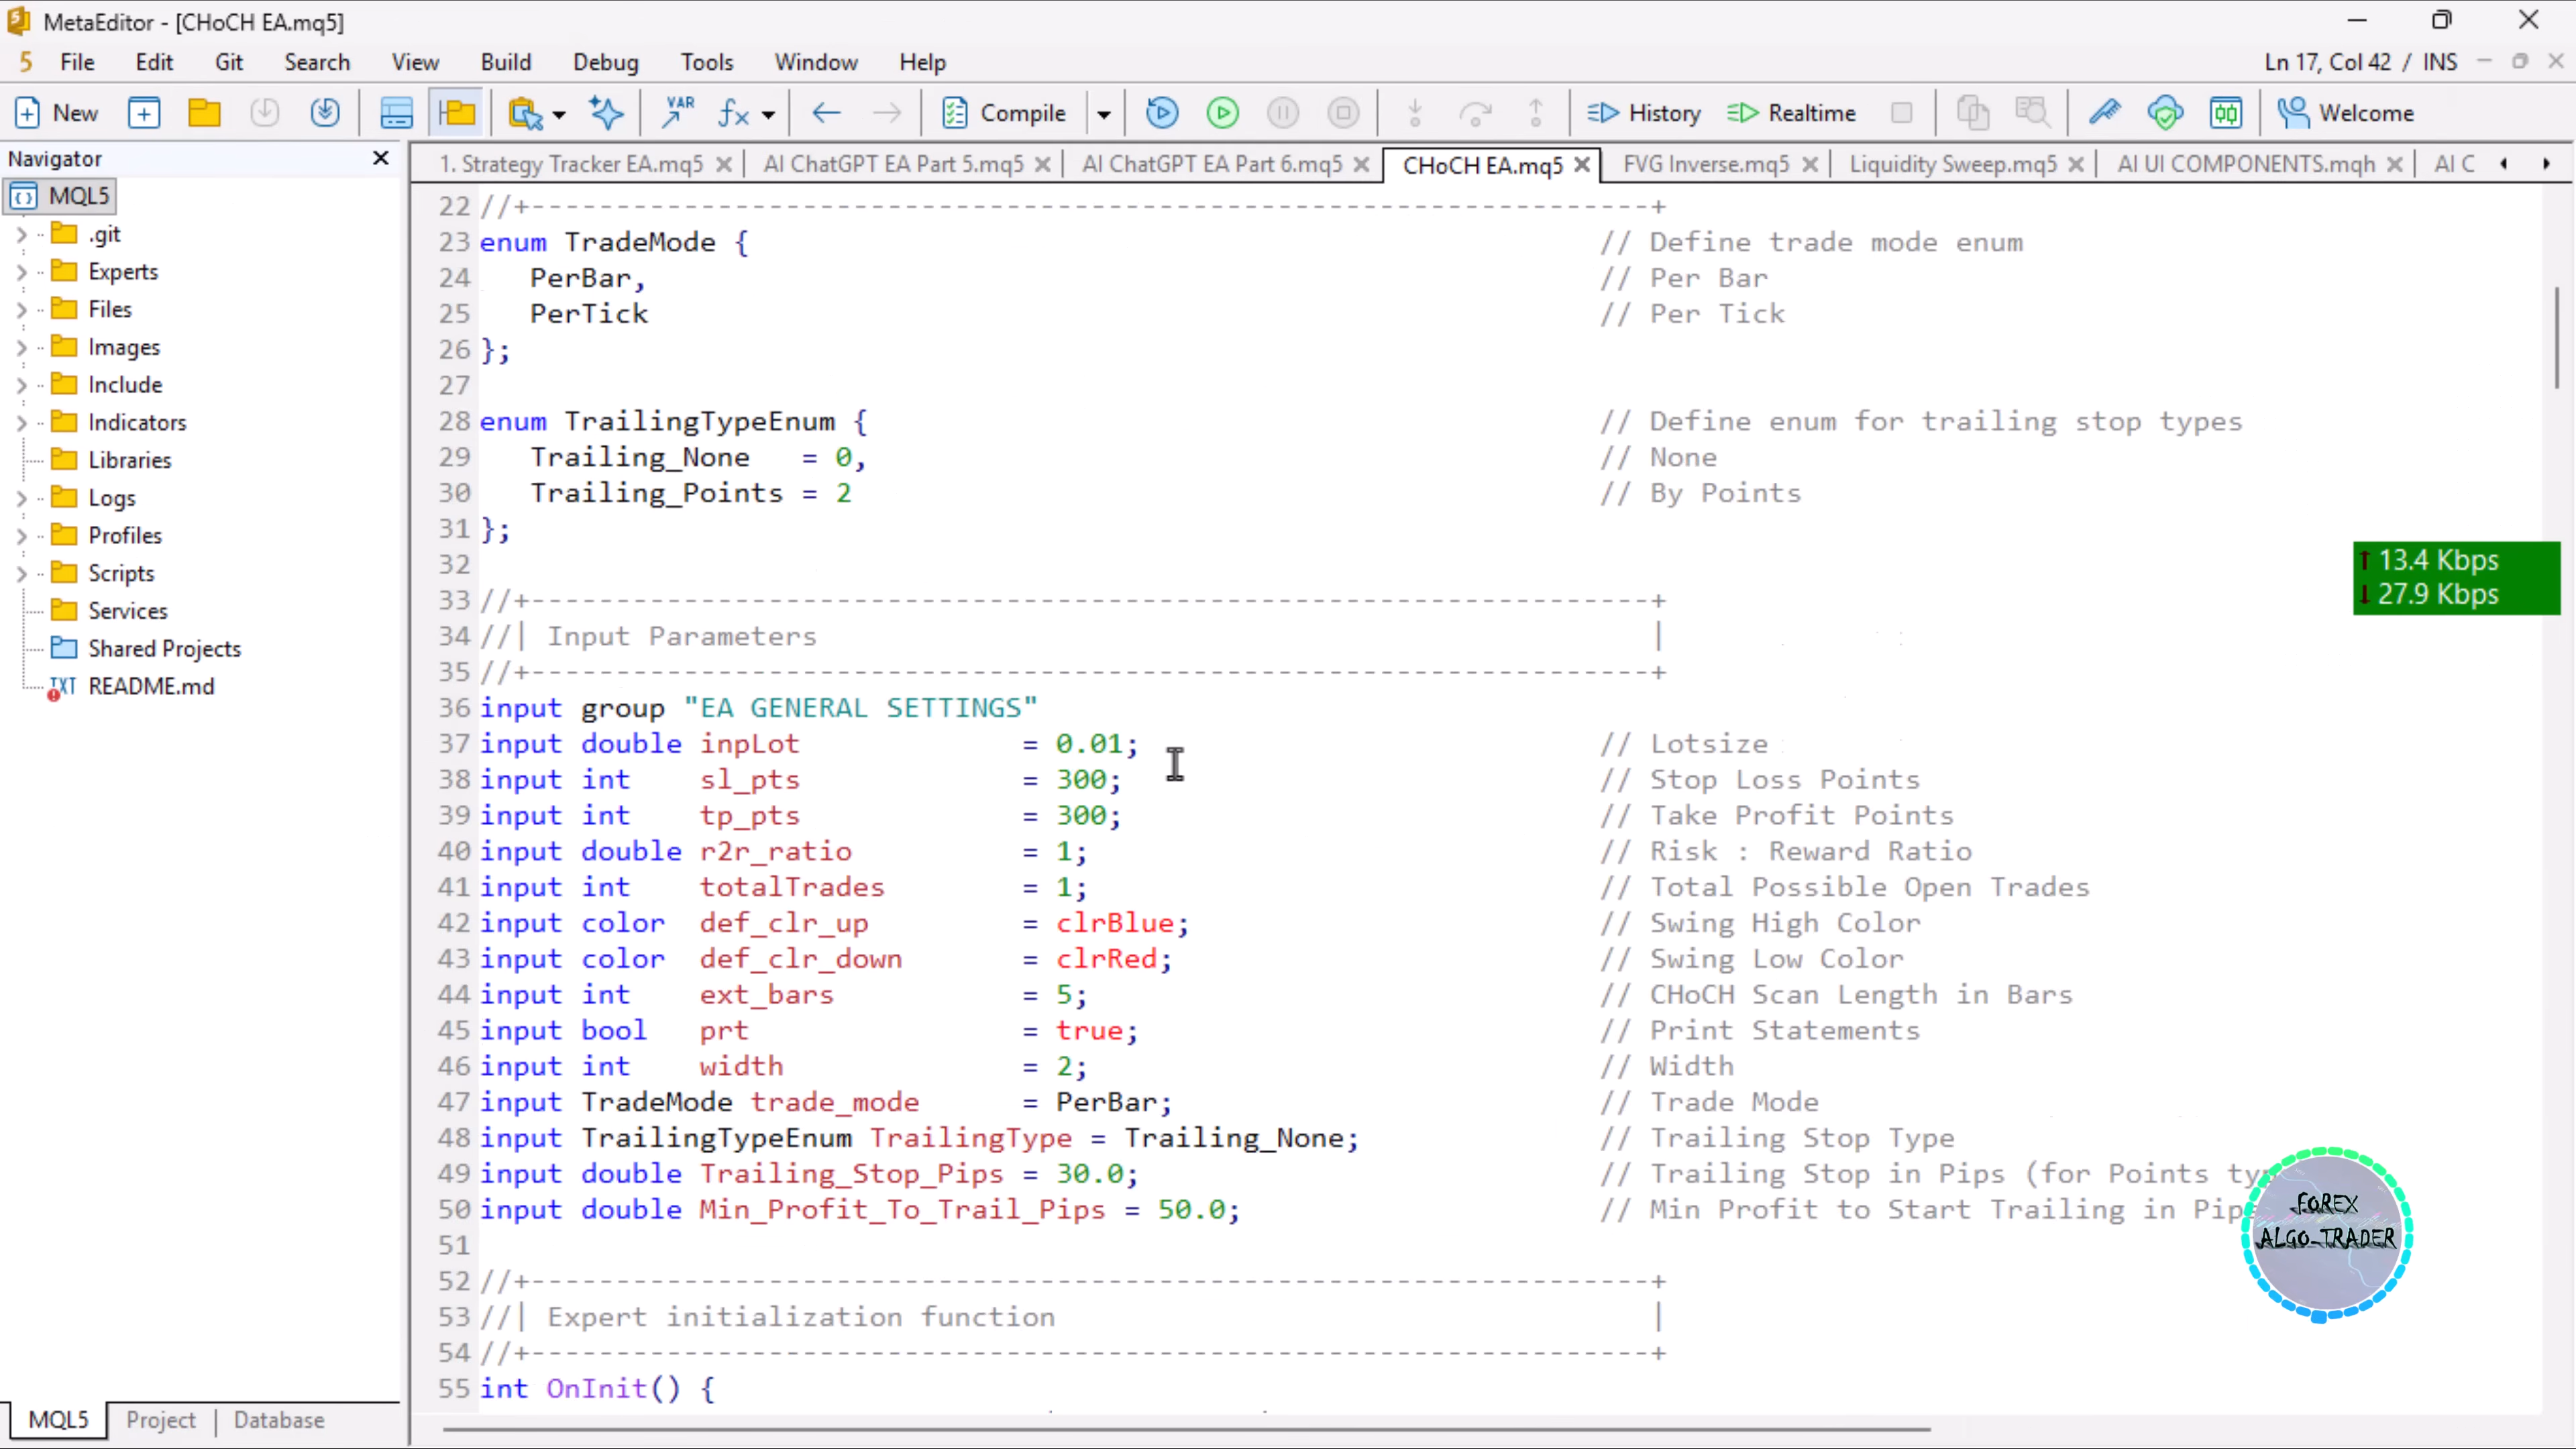 MetaEditor - [CHoCH EA.mq5]
5 File Edit Git Search View Build Debug Tools Window Help Ln 17, Col 42 / INS
New VAR fx Compile History Realtime Welcome
Navigator
1. Strategy Tracker EA.mq5 AI ChatGPT EA Part 5.mq5 AI ChatGPT EA Part 6.mq5 CHoCH EA.mq5 FVG Inverse.mq5 Liquidity Sweep.mq5 AI UI COMPONENTS.mqh AI C
MQL5
.git
Experts
Files
Images
Include
Indicators
Libraries
Logs
Profiles
Scripts
Services
Shared Projects
TXT README.md
MQL5 Project Database
22 //+------------------------------------------------------------------+
23 enum TradeMode { // Define trade mode enum
24 PerBar, // Per Bar
25 PerTick // Per Tick
26 };
27
28 enum TrailingTypeEnum { // Define enum for trailing stop types
29 Trailing_None = 0, // None
30 Trailing_Points = 2 // By Points
31 };
32
33 //+------------------------------------------------------------------+
34 //| Input Parameters |
35 //+------------------------------------------------------------------+
36 input group "EA GENERAL SETTINGS"
37 input double inpLot = 0.01; // Lotsize
38 input int sl_pts = 300; // Stop Loss Points
39 input int tp_pts = 300; // Take Profit Points
40 input double r2r_ratio = 1; // Risk : Reward Ratio
41 input int totalTrades = 1; // Total Possible Open Trades
42 input color def_clr_up = clrBlue; // Swing High Color
43 input color def_clr_down = clrRed; // Swing Low Color
44 input int ext_bars = 5; // CHoCH Scan Length in Bars
45 input bool prt = true; // Print Statements
46 input int width = 2; // Width
47 input TradeMode trade_mode = PerBar; // Trade Mode
48 input TrailingTypeEnum TrailingType = Trailing_None; // Trailing Stop Type
49 input double Trailing_Stop_Pips = 30.0; // Trailing Stop in Pips (for Points ty
50 input double Min_Profit_To_Trail_Pips = 50.0; // Min Profit to Start Trailing in Pip
51
52 //+------------------------------------------------------------------+
53 //| Expert initialization function |
54 //+------------------------------------------------------------------+
55 int OnInit() {
↑ 13.4 Kbps
↓ 27.9 Kbps
FOREX
ALGO-TRADER